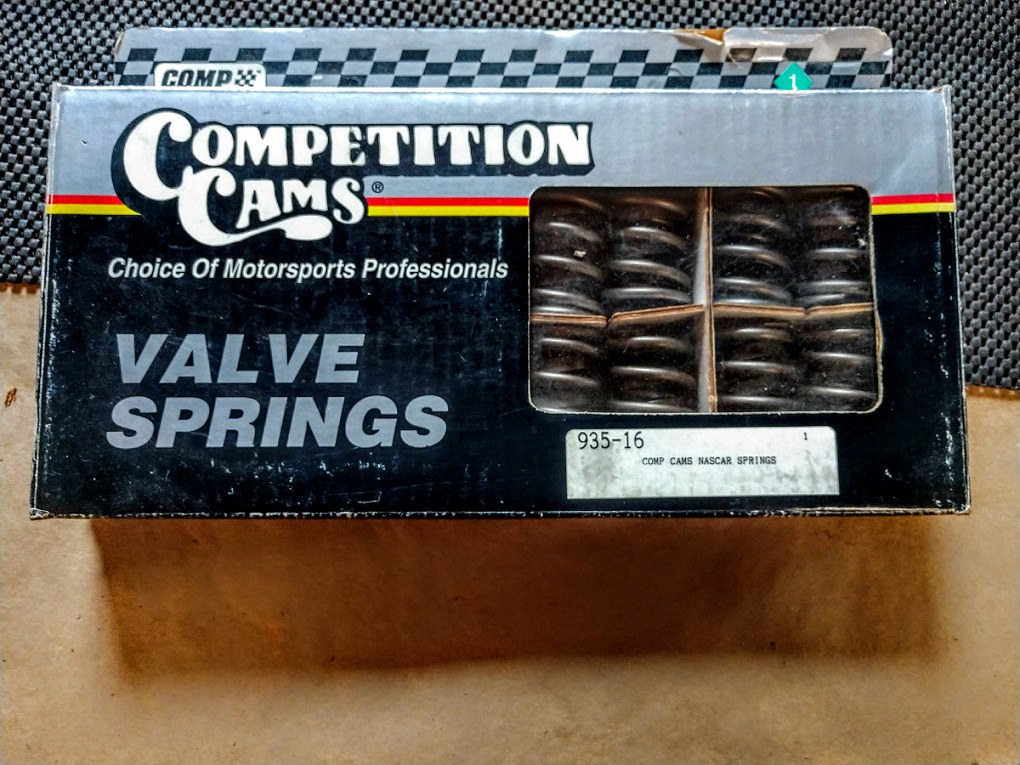 COMP
1
COMPETITION
CAMS®
Choice Of Motorsports Professionals
VALVE
SPRINGS
935-16 1
COMP CAMS NASCAR SPRINGS